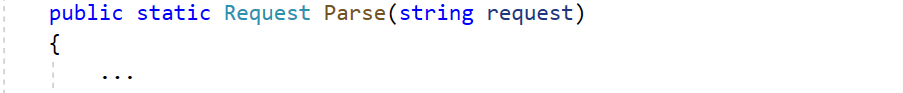 public static Request Parse(string request)
{
...